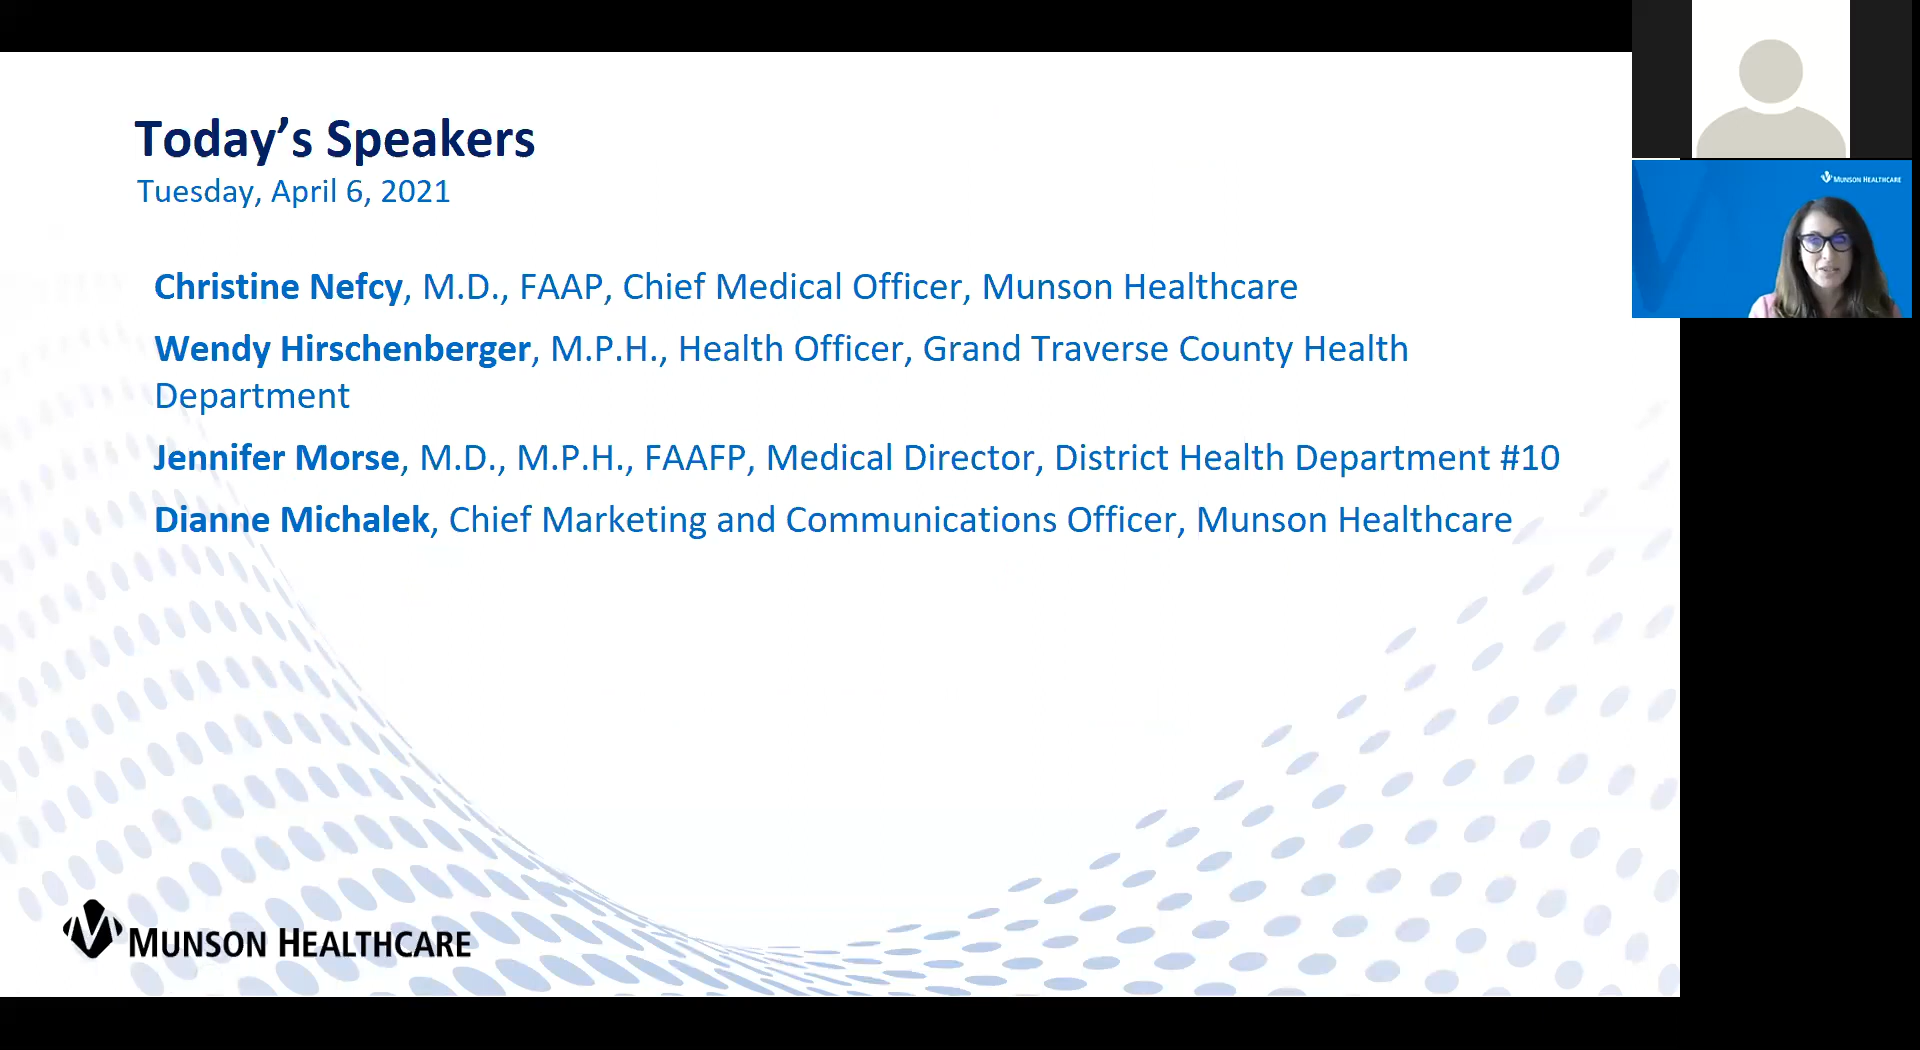 Today’s Speakers
Tuesday, April 6, 2021
Christine Nefcy, M.D., FAAP, Chief Medical Officer, Munson Healthcare
Wendy Hirschenberger, M.P.H., Health Officer, Grand Traverse County Health
Department
Jennifer Morse, M.D., M.P.H., FAAFP, Medical Director, District Health Department #10
Dianne Michalek, Chief Marketing and Communications Officer, Munson Healthcare
MUNSON HEALTHCARE
MUNSON HEALTHCARE